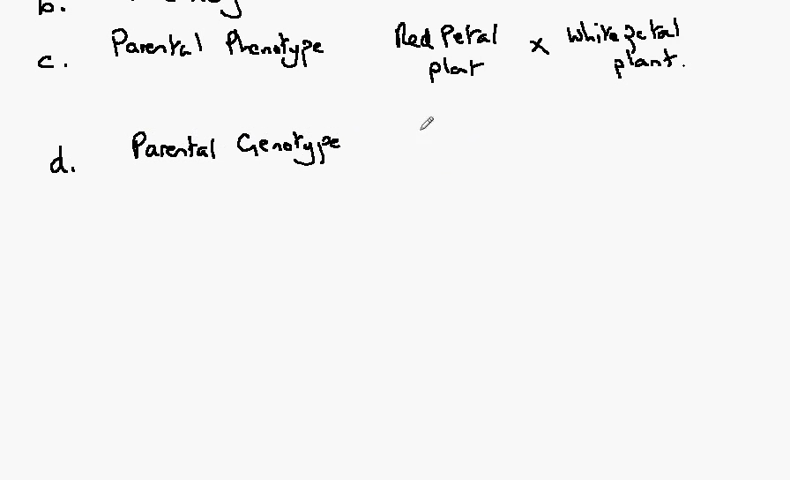 b.
c. Parental Phenotype Red Petal plant x White petal plant.
d. Parental Genotype